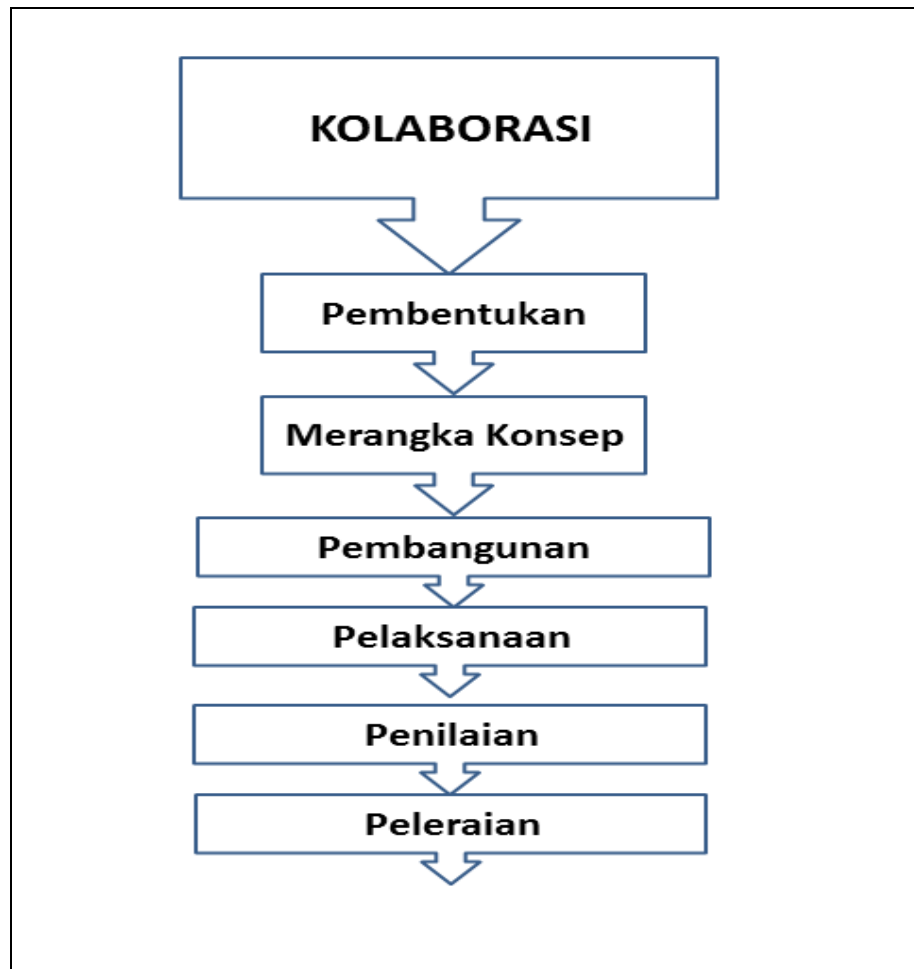 KOLABORASI
Pembentukan
Merangka Konsep
Pembangunan
Pelaksanaan
Penilaian
Peleraian